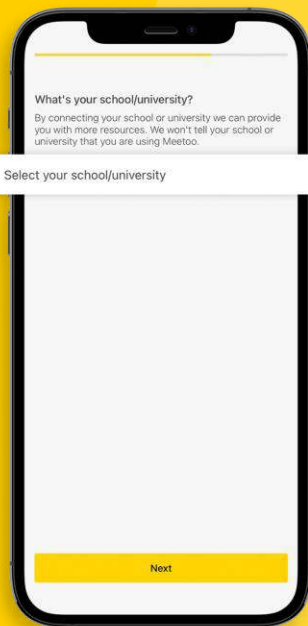 What's your school/university?
By connecting your school or university we can provide
you with more resources. We won't tell your school or
university that you are using Meetoo.
Select your school/university
Next